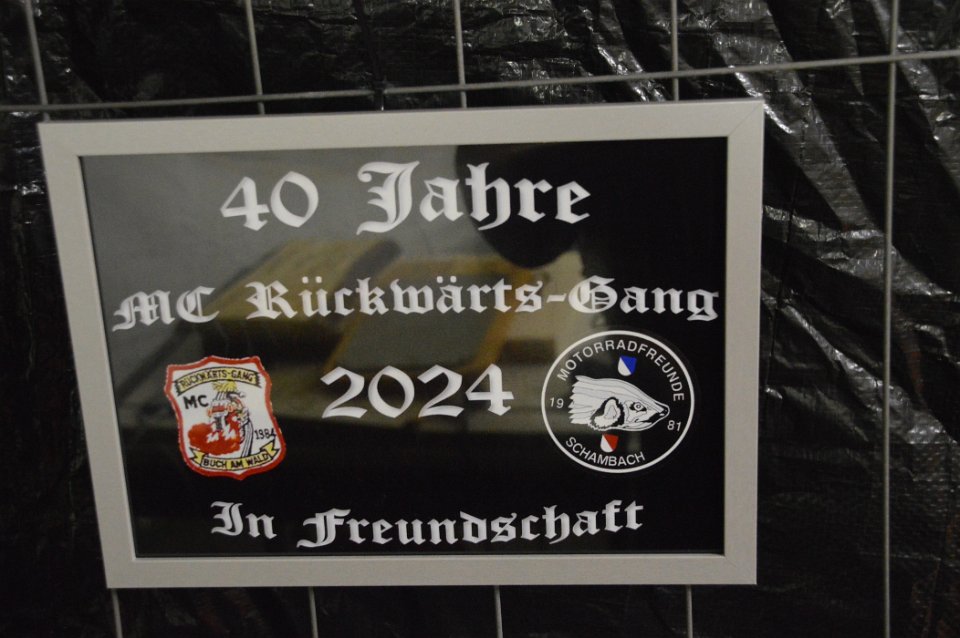 40 Jahre
MC Rückwärts-Gang
2024
RÜCKWÄRTS-GANG
MC
1984
BUCH AM WALD
MOTORRADFREUNDE
19 81
SCHAMBACH
In Freundschaft